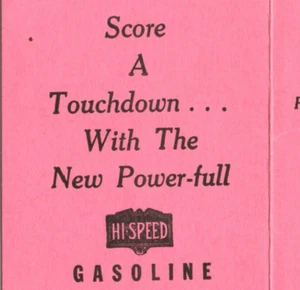 Score
A
Touchdown . . .
With The
New Power-full
HI-SPEED
GASOLINE